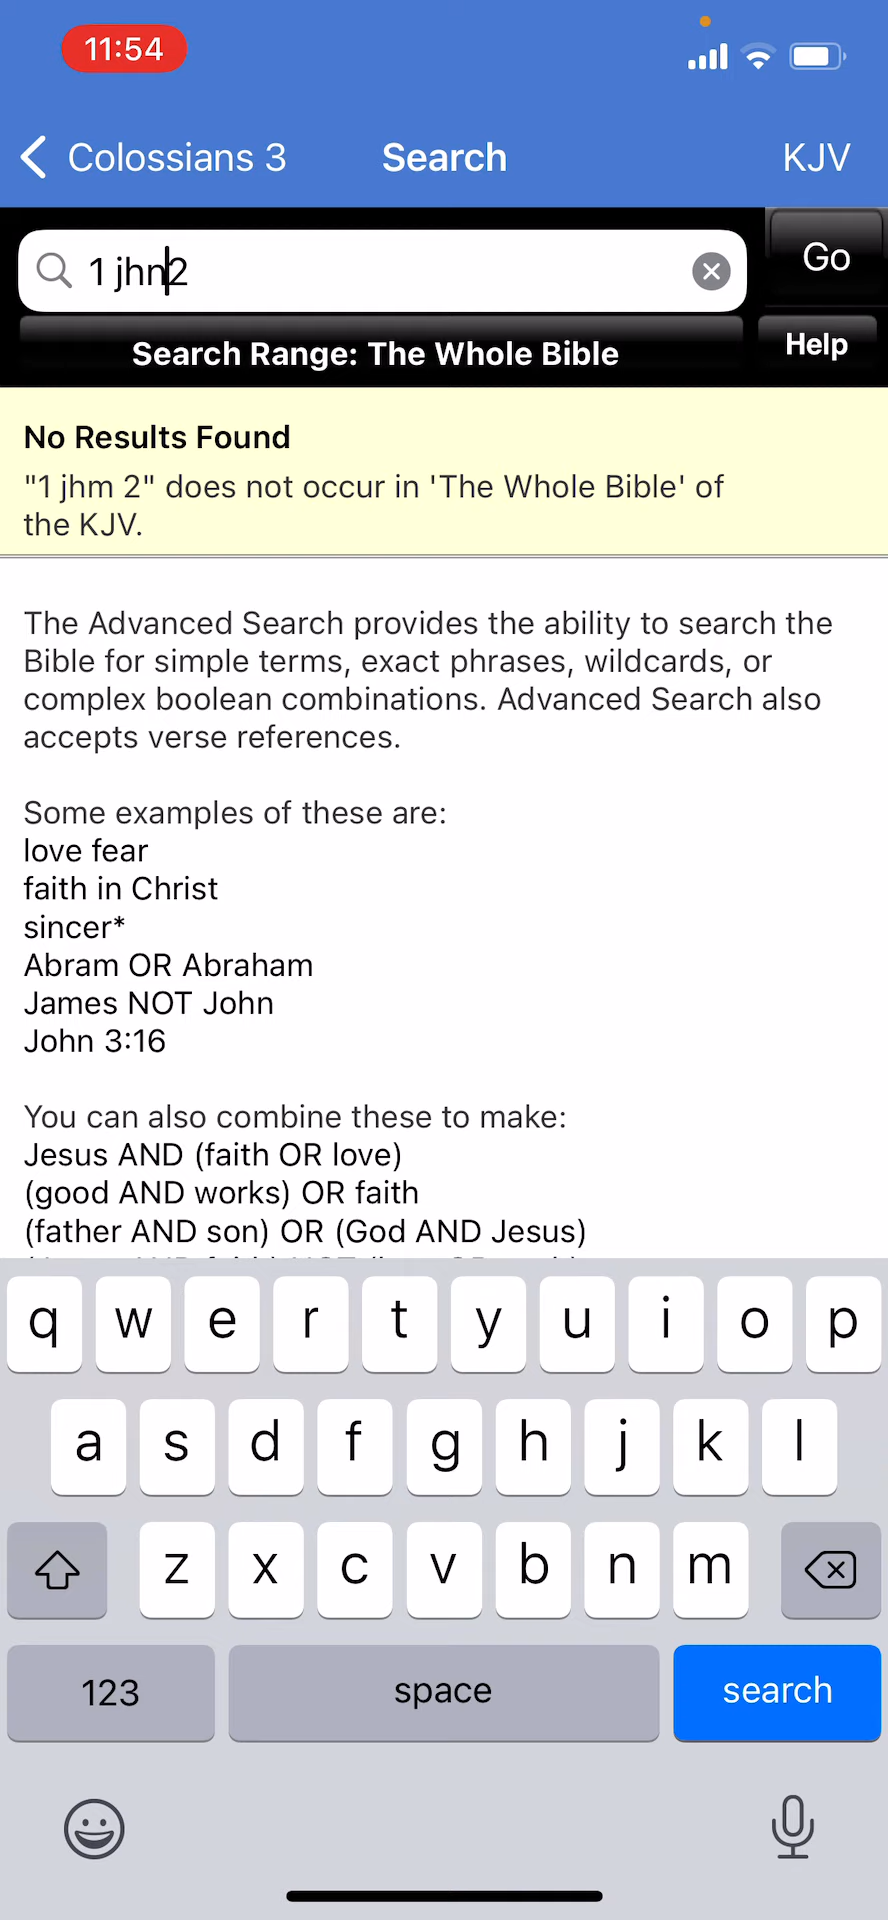 11:54
Colossians 3 Search KJV
1 jhn2 Go
Search Range: The Whole Bible Help
No Results Found
"1 jhm 2" does not occur in 'The Whole Bible' of
the KJV.
The Advanced Search provides the ability to search the
Bible for simple terms, exact phrases, wildcards, or
complex boolean combinations. Advanced Search also
accepts verse references.
Some examples of these are:
love fear
faith in Christ
sincer*
Abram OR Abraham
James NOT John
John 3:16
You can also combine these to make:
Jesus AND (faith OR love)
(good AND works) OR faith
(father AND son) OR (God AND Jesus)
q w e r t y u i o p
a s d f g h j k l
z x c v b n m
123 space search